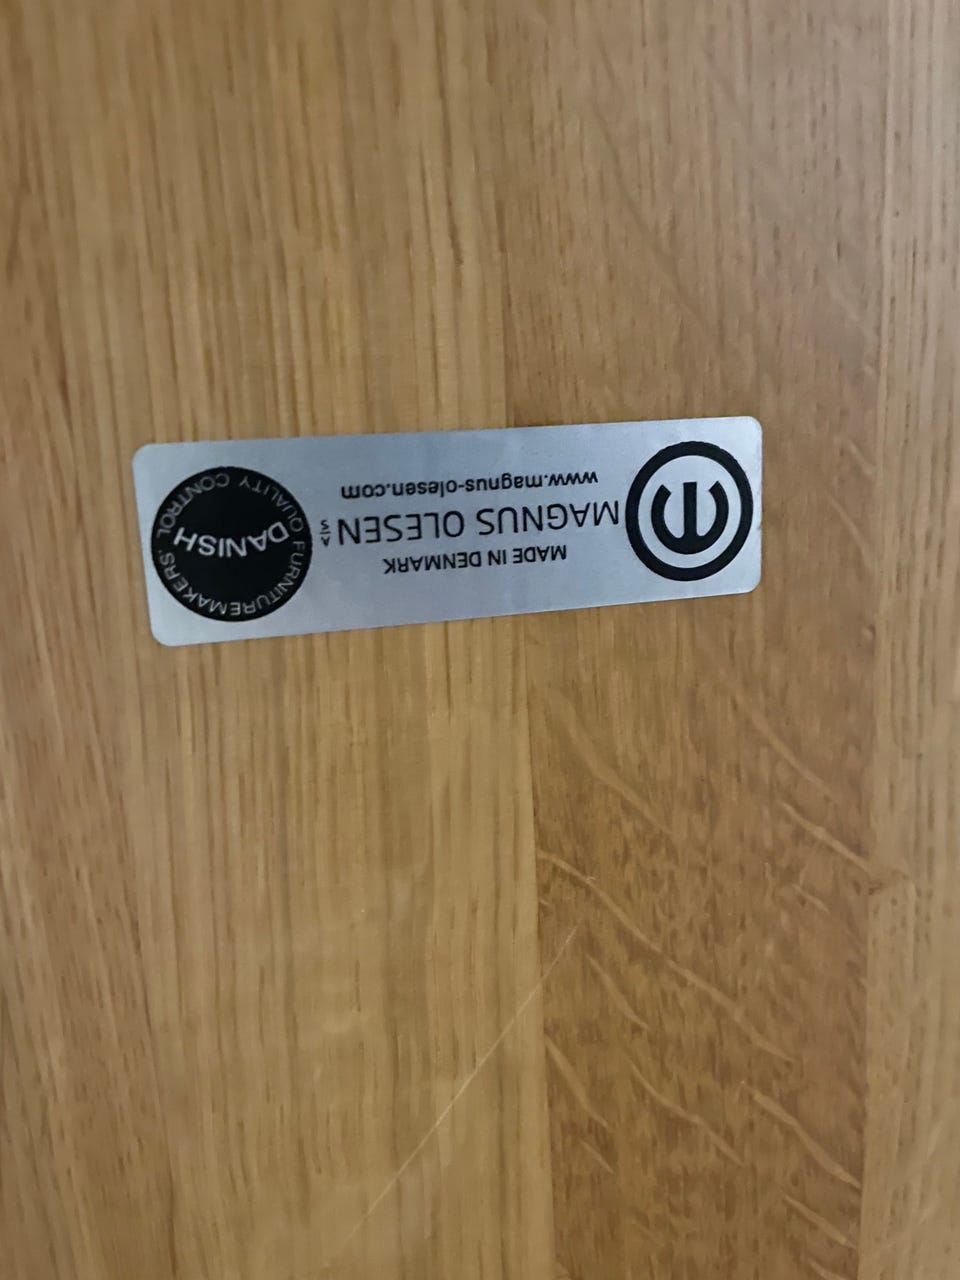 MADE IN DENMARK
MAGNUS OLESEN A/S
www.magnus-olesen.com
DANISH
FURNITUREMAKERS' QUALITY CONTROL